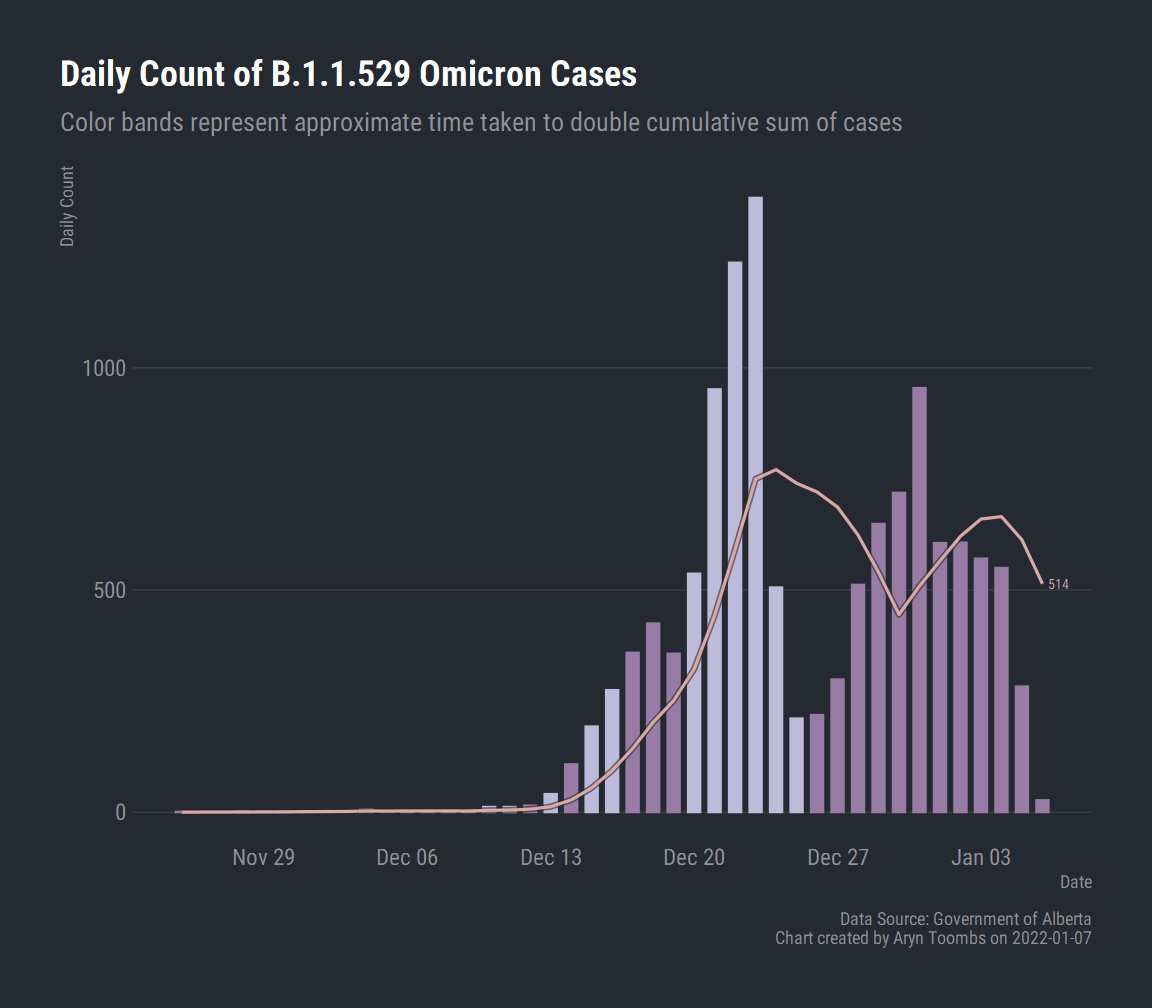 Daily Count of B.1.1.529 Omicron Cases
Color bands represent approximate time taken to double cumulative sum of cases
Daily Count
1000
500
514
0
Nov 29 Dec 06 Dec 13 Dec 20 Dec 27 Jan 03
Date
Data Source: Government of Alberta
Chart created by Aryn Toombs on 2022-01-07